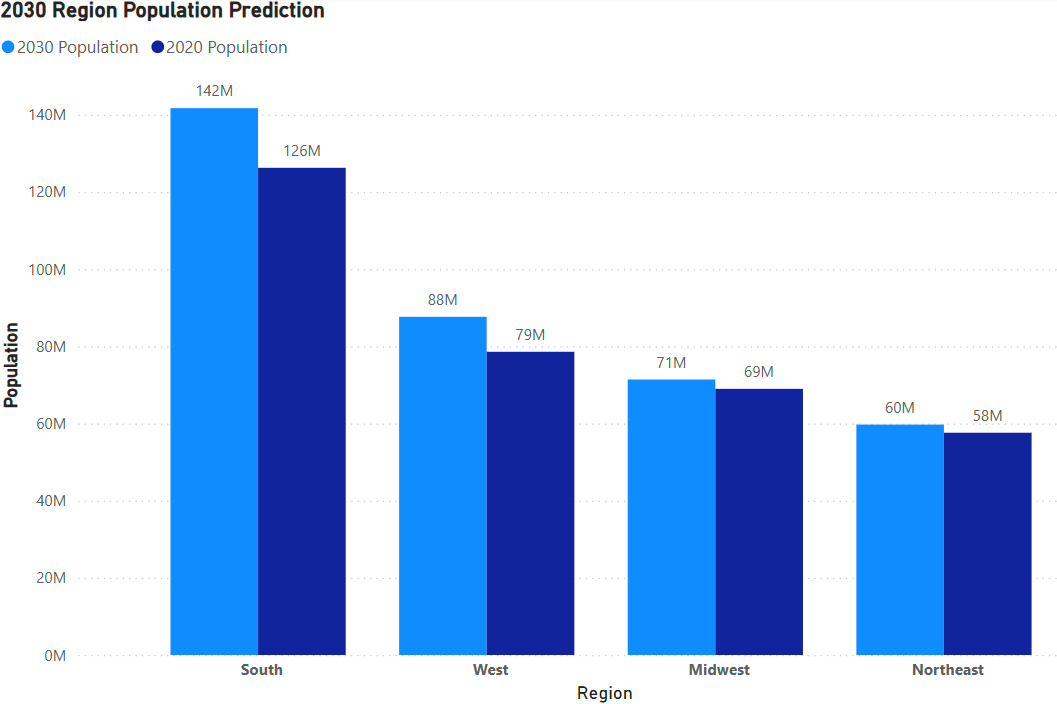 2030 Region Population Prediction
2030 Population 2020 Population
142M
140M
126M
120M
100M
88M
79M
80M
71M
69M
60M
58M
60M
40M
20M
0M
Population
South West Midwest Northeast
Region